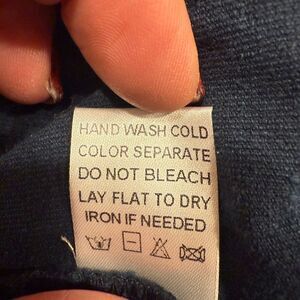 HAND WASH COLD
COLOR SEPARATE
DO NOT BLEACH
LAY FLAT TO DRY
IRON IF NEEDED